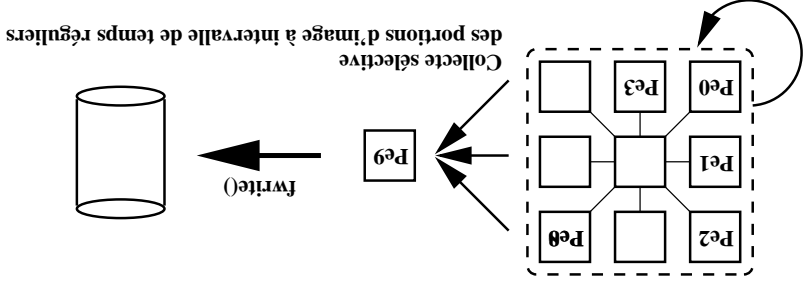 Pe2
Pe8
fwrite()
Pe1
Pe9
Pe0
Pe3
Collecte sélective
des portions d'image à intervalle de temps réguliers